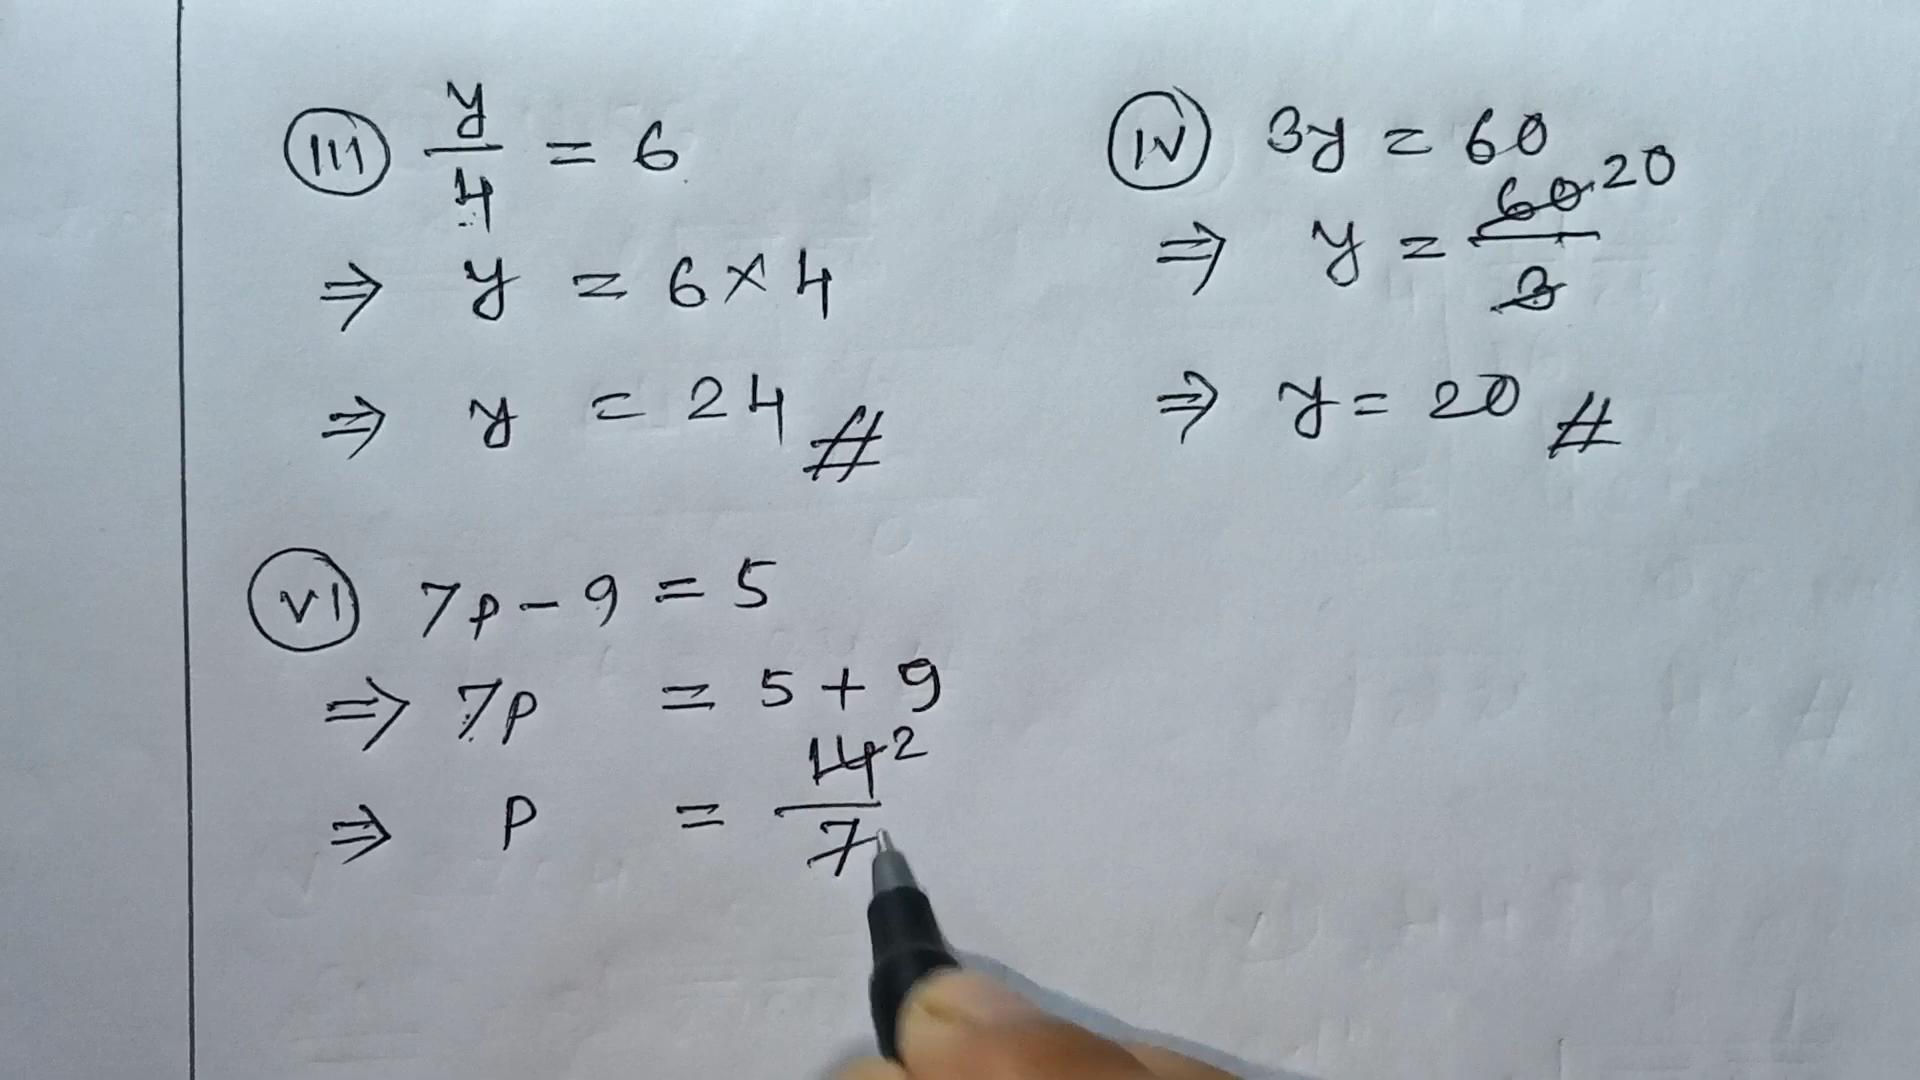 (III) y/4 = 6
⇒ y = 6 × 4
⇒ y = 24 #
(IV) 3y = 60
⇒ y = 60/3 20
⇒ y = 20 #
(VI) 7p - 9 = 5
⇒ 7p = 5 + 9
⇒ p = 14/7 2